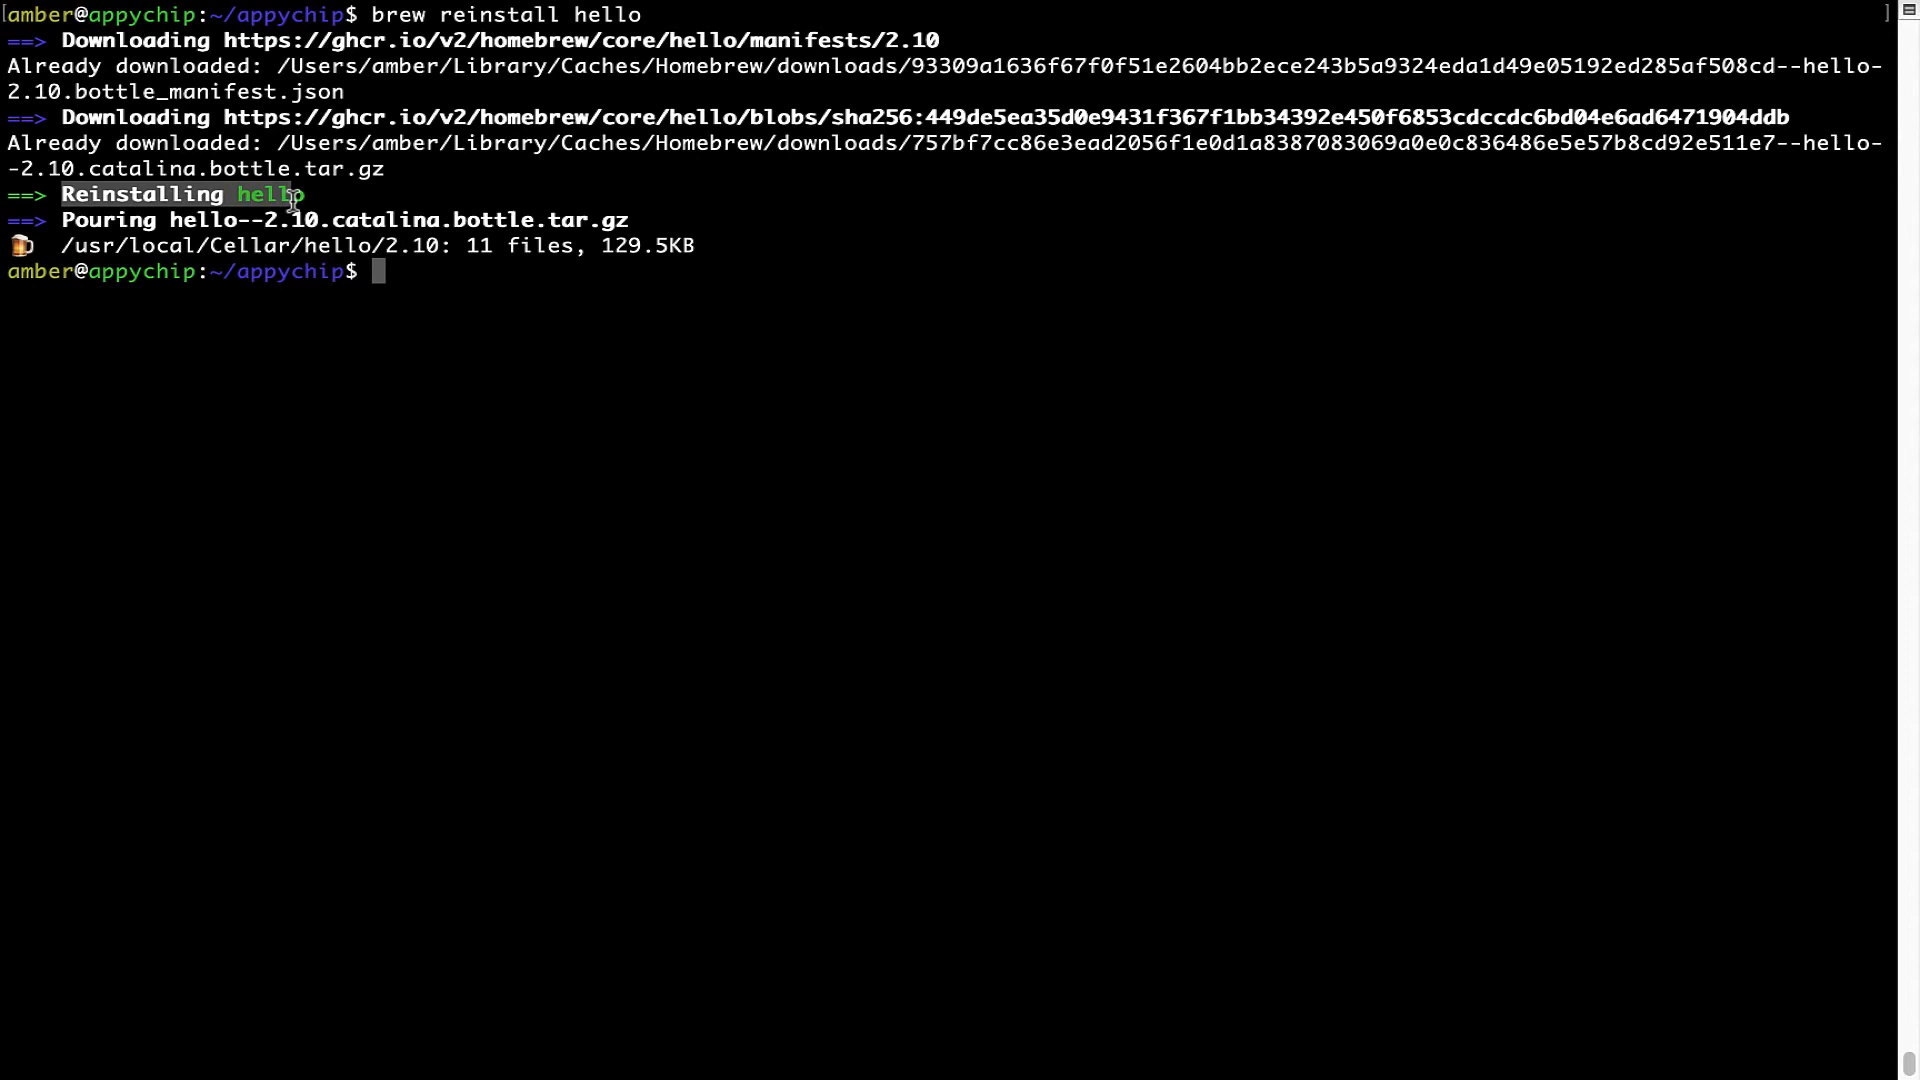 [amber@appychip:~/appychip$ brew reinstall hello ]
==> Downloading https://ghcr.io/v2/homebrew/core/hello/manifests/2.10
Already downloaded: /Users/amber/Library/Caches/Homebrew/downloads/93309a1636f67f0f51e2604bb2ece243b5a9324eda1d49e05192ed285af508cd--hello-
2.10.bottle_manifest.json
==> Downloading https://ghcr.io/v2/homebrew/core/hello/blobs/sha256:449de5ea35d0e9431f367f1bb34392e450f6853cdccdc6bd04e6ad6471904ddb
Already downloaded: /Users/amber/Library/Caches/Homebrew/downloads/757bf7cc86e3ead2056f1e0d1a8387083069a0e0c836486e5e57b8cd92e511e7--hello-
-2.10.catalina.bottle.tar.gz
==> Reinstalling hello
==> Pouring hello--2.10.catalina.bottle.tar.gz
🍺 /usr/local/Cellar/hello/2.10: 11 files, 129.5KB
amber@appychip:~/appychip$